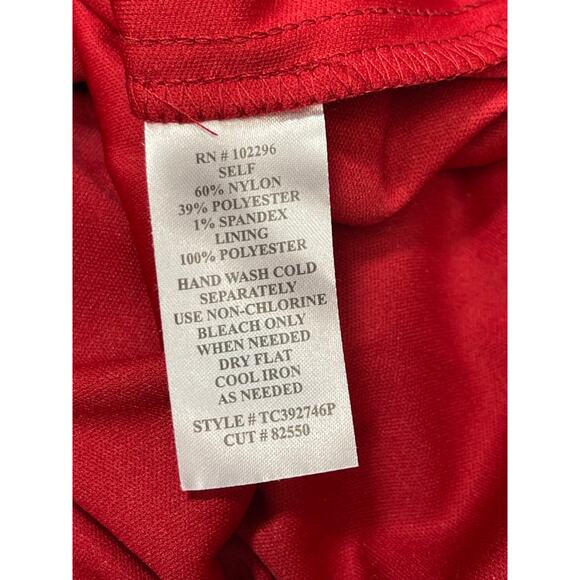 RN # 102296
SELF
60% NYLON
39% POLYESTER
1% SPANDEX
LINING
100% POLYESTER
HAND WASH COLD
SEPARATELY
USE NON-CHLORINE
BLEACH ONLY
WHEN NEEDED
DRY FLAT
COOL IRON
AS NEEDED
STYLE # TC392746P
CUT # 82550